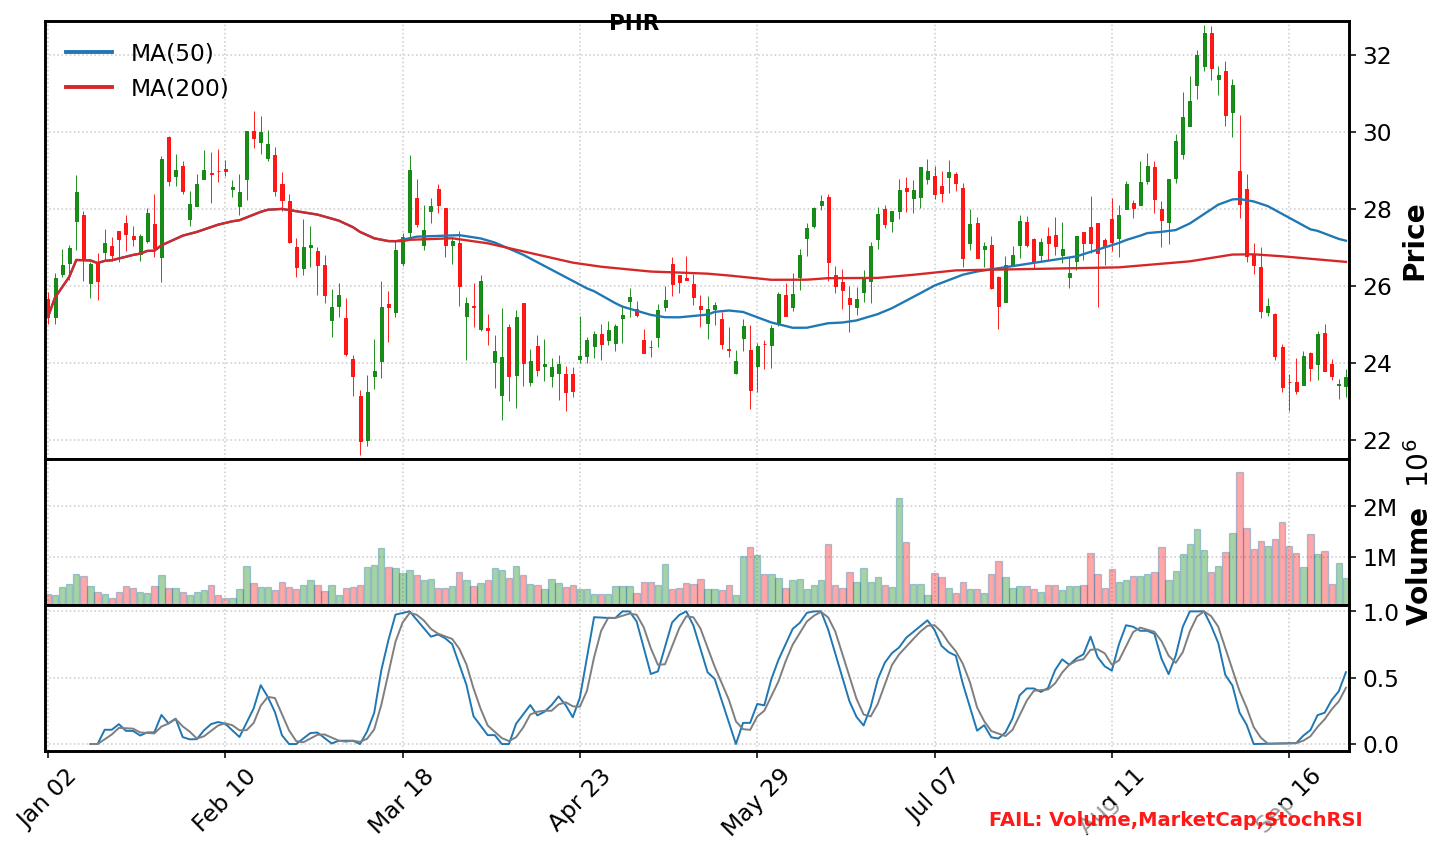 PHR
MA(50)
MA(200)
32
30
28
26
24
22
Price
10^6
2M
1M
Volume
1.0
0.5
0.0
Jan 02
Feb 10
Mar 18
Apr 23
May 29
Jul 07
Aug 11
Sep 16
FAIL: Volume,MarketCap,StochRSI